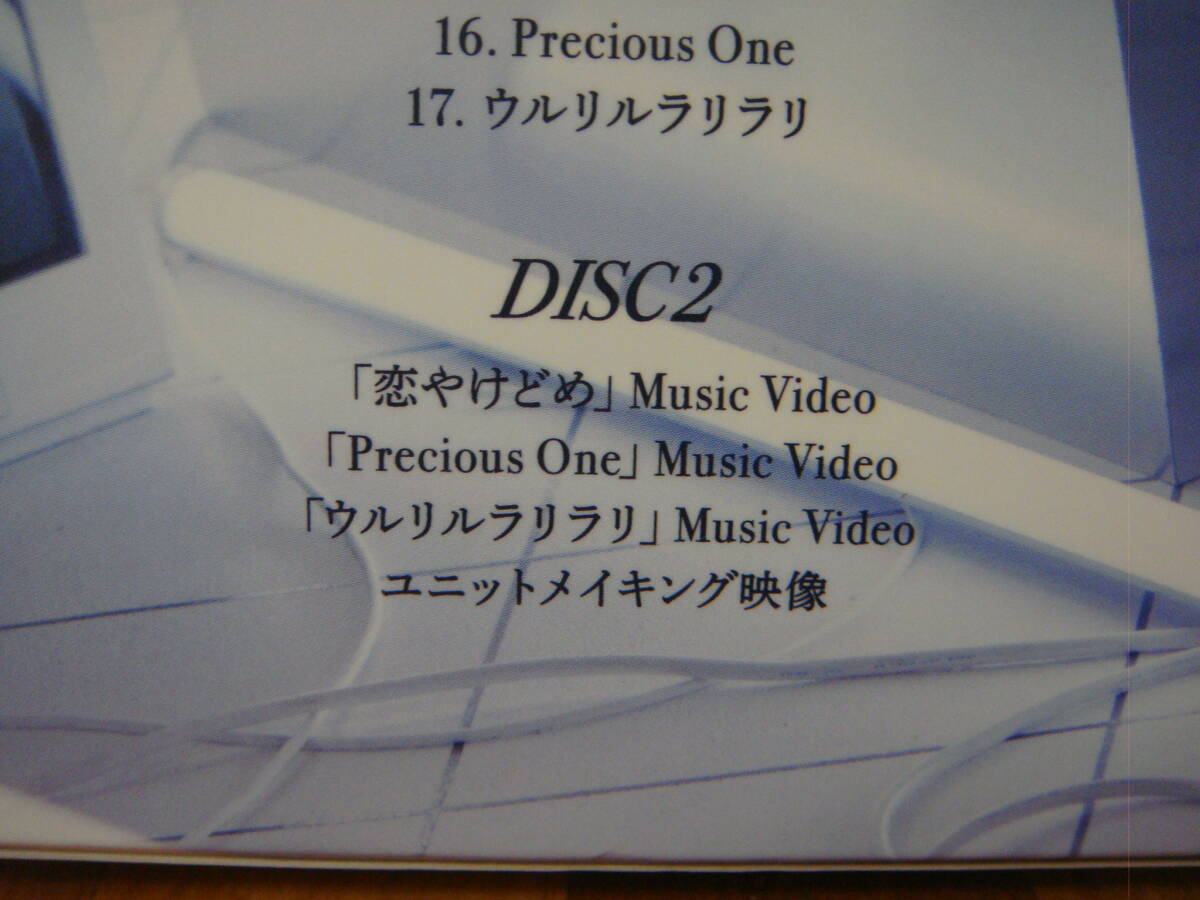 16. Precious One
17. ウルリルラリラリ
DISC2
「恋やけどめ」Music Video
「Precious One」Music Video
「ウルリルラリラリ」Music Video
ユニットメイキング映像